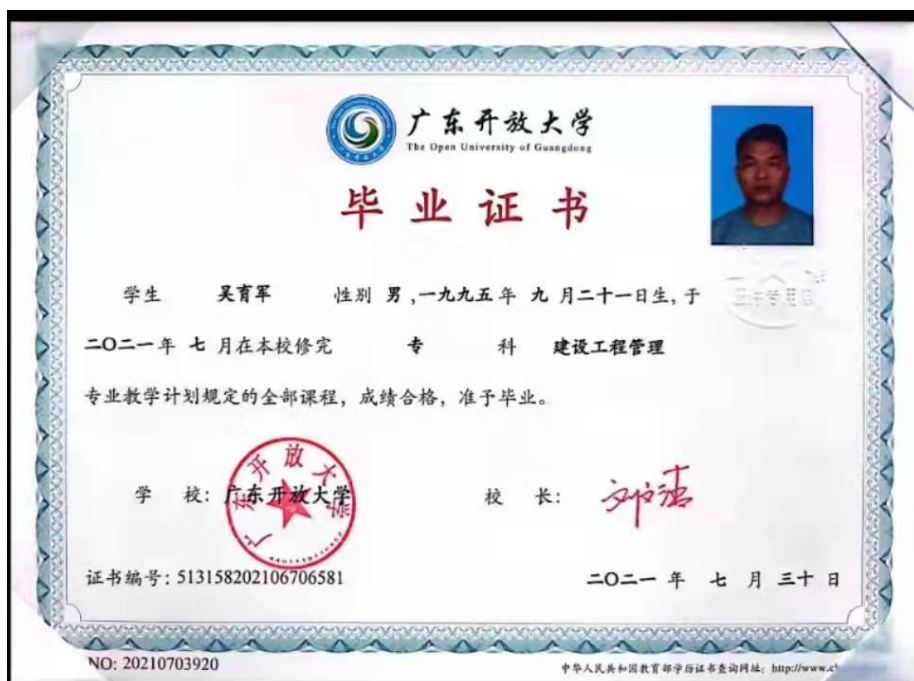 广东开放大学
The Open University of Guangdong
毕业证书
学生 吴育军 性别 男,一九九五年 九 月二十一日生,于
二〇二一年 七 月在本校修完 专 科 建设工程管理
专业教学计划规定的全部课程，成绩合格，准予毕业。
学 校: 广东开放大学 校 长:
广东开放大学
证书编号: 513158202106706581 二〇二一 年 七 月 三十 日
NO: 20210703920 中华人民共和国教育部学历证书查询网址: http://www.c